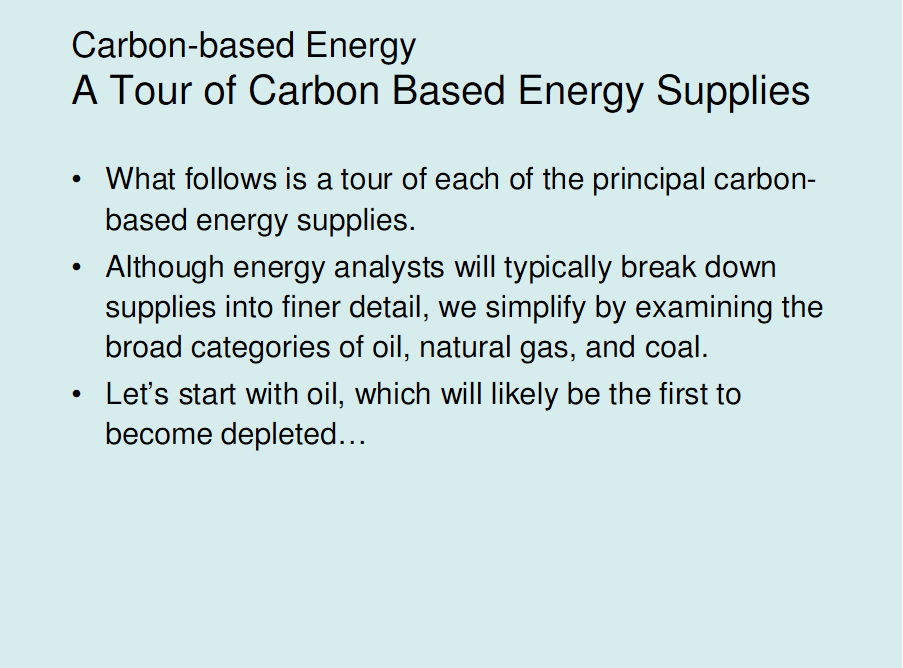 Carbon-based Energy
A Tour of Carbon Based Energy Supplies
• What follows is a tour of each of the principal carbon-
based energy supplies.
• Although energy analysts will typically break down
supplies into finer detail, we simplify by examining the
broad categories of oil, natural gas, and coal.
• Let’s start with oil, which will likely be the first to
become depleted…